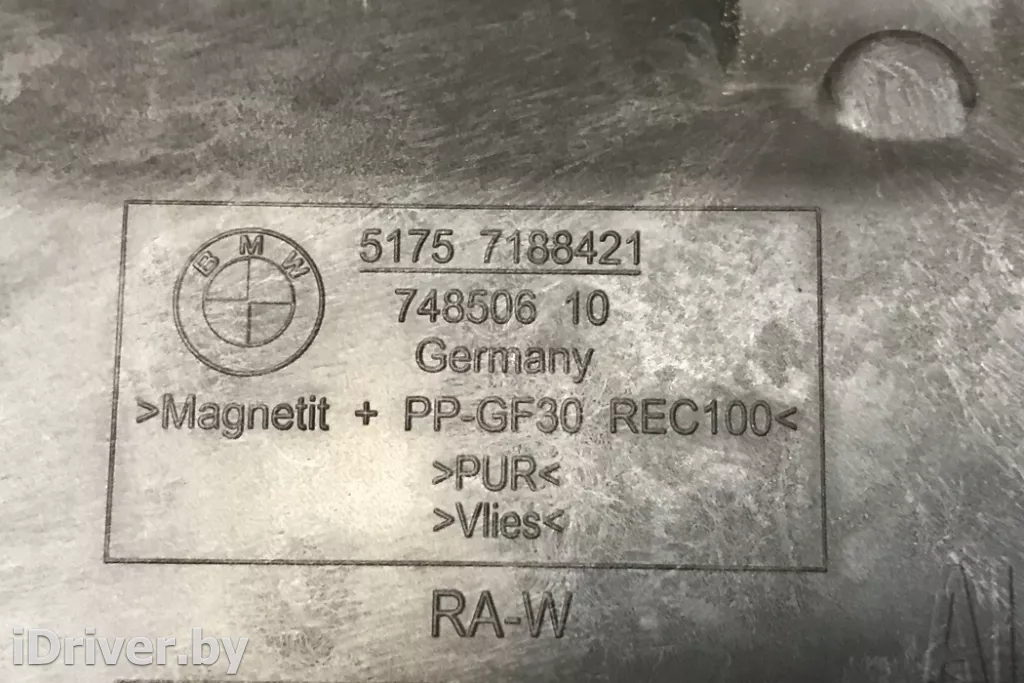 BMW
5175 7188421
748506 10
Germany
>Magnetit + PP-GF30 REC100<
>PUR<
>Vlies<
RA-W
iDriver.by